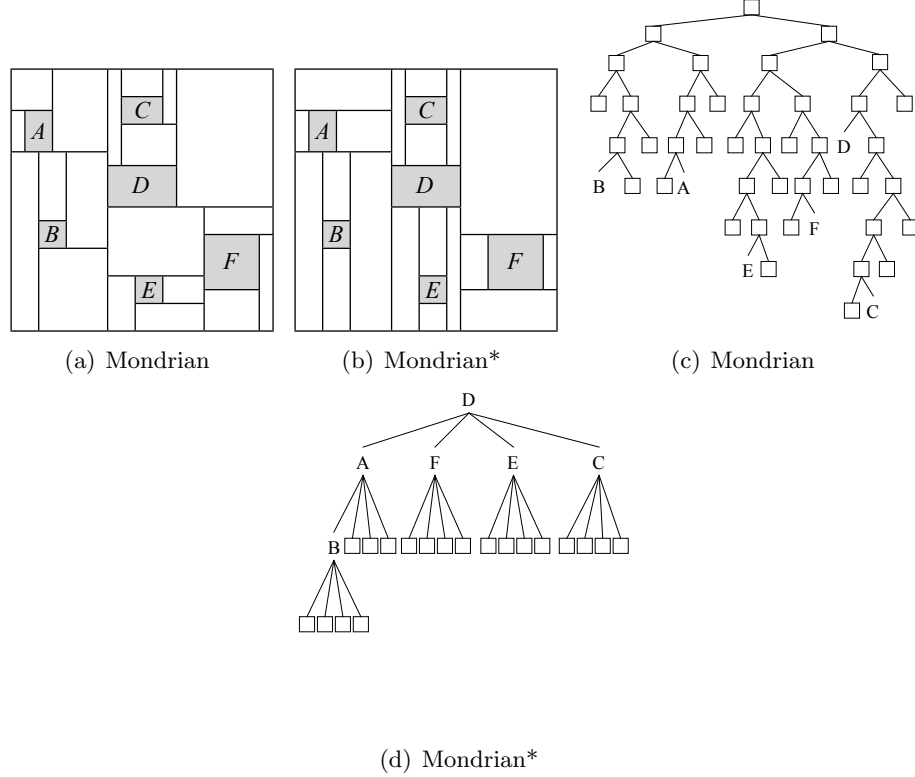 A
B
C
D
E
F
(a) Mondrian
A
B
C
D
E
F
(b) Mondrian*
D
B
A
F
E
C
(c) Mondrian
D
A F E C
B
(d) Mondrian*